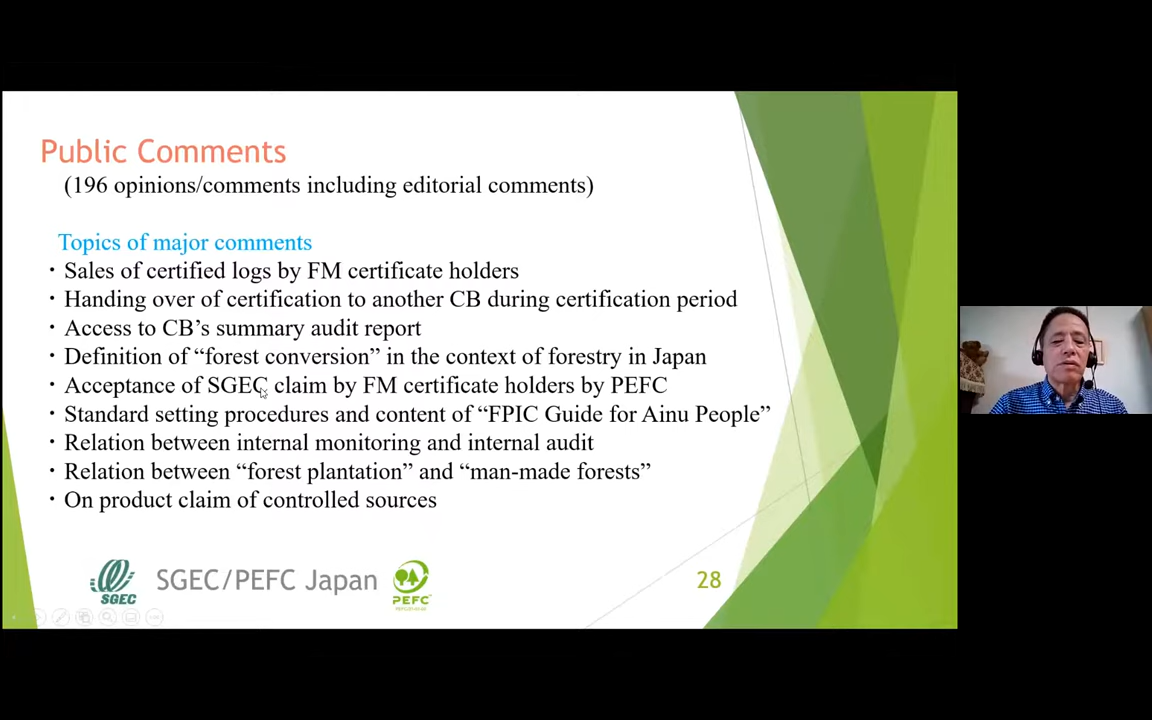 Public Comments
(196 opinions/comments including editorial comments)
Topics of major comments
・Sales of certified logs by FM certificate holders
・Handing over of certification to another CB during certification period
・Access to CB’s summary audit report
・Definition of “forest conversion” in the context of forestry in Japan
・Acceptance of SGEC claim by FM certificate holders by PEFC
・Standard setting procedures and content of “FPIC Guide for Ainu People”
・Relation between internal monitoring and internal audit
・Relation between “forest plantation” and “man-made forests”
・On product claim of controlled sources
SGEC
SGEC/PEFC Japan
PEFC
28